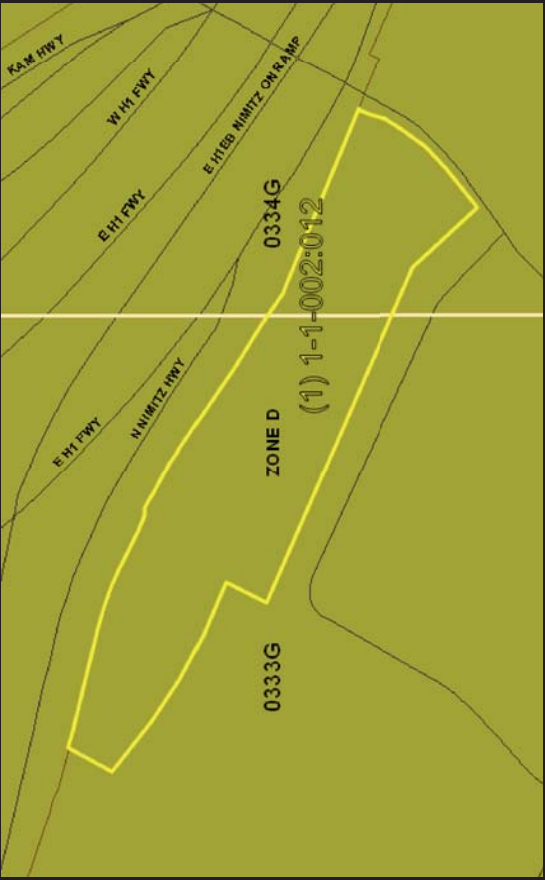 KAM HWY
W H1 FWY
E H1 FWY
E H1EB NIMITZ ON RAMP
0334G
(1) 1-1-002:012
E H1 FWY
N NIMITZ HWY
ZONE D
0333G